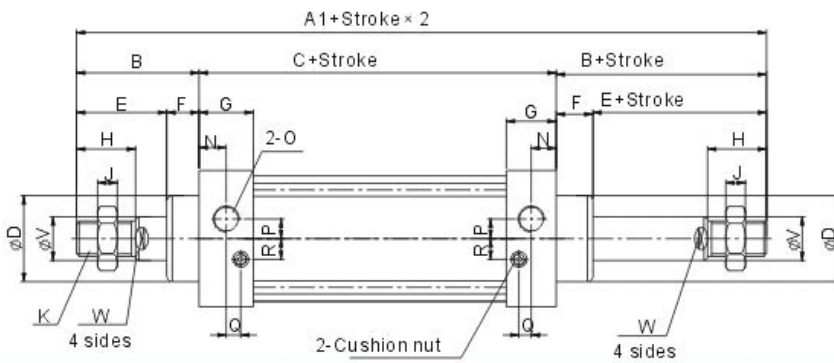 A1+Stroke × 2
B
C+Stroke
B+Stroke
E
F
G
G
F
E+Stroke
H
N
2-O
N
H
J
J
øD
øV
P
R
P
R
øV
øD
K
W
4 sides
Q
2-Cushion nut
Q
W
4 sides